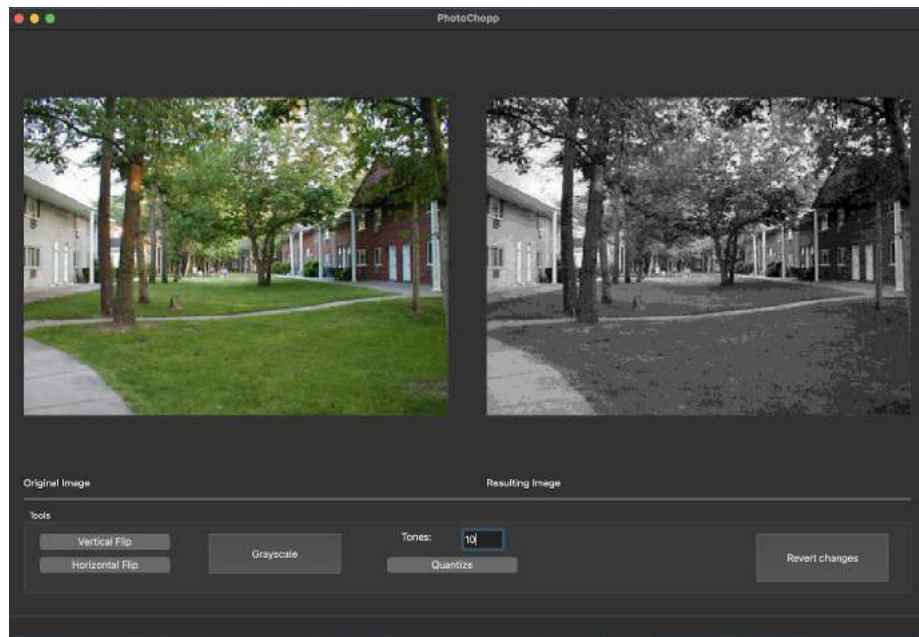 PhotoChopp
Original Image
Resulting Image
Tools
Vertical Flip
Horizontal Flip
Grayscale
Tones:
10
Quantize
Revert changes